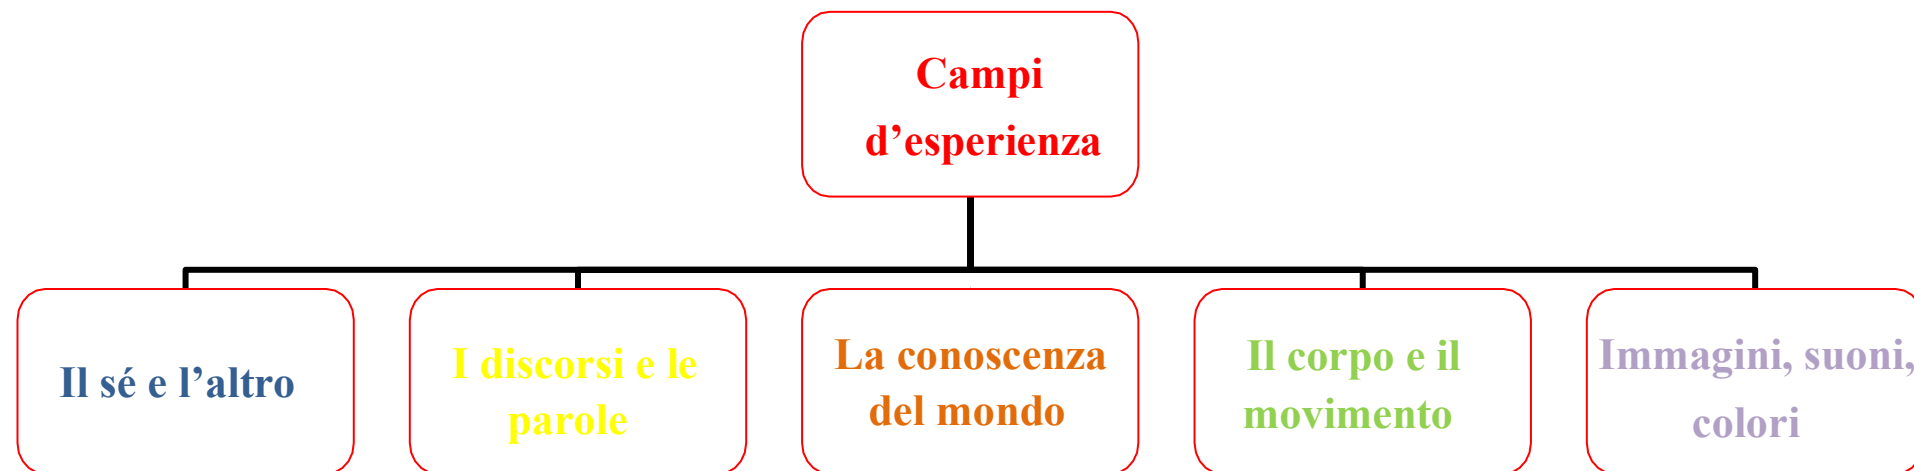 Campi
d’esperienza
Il sé e l’altro
I discorsi e le
parole
La conoscenza
del mondo
Il corpo e il
movimento
Immagini, suoni,
colori